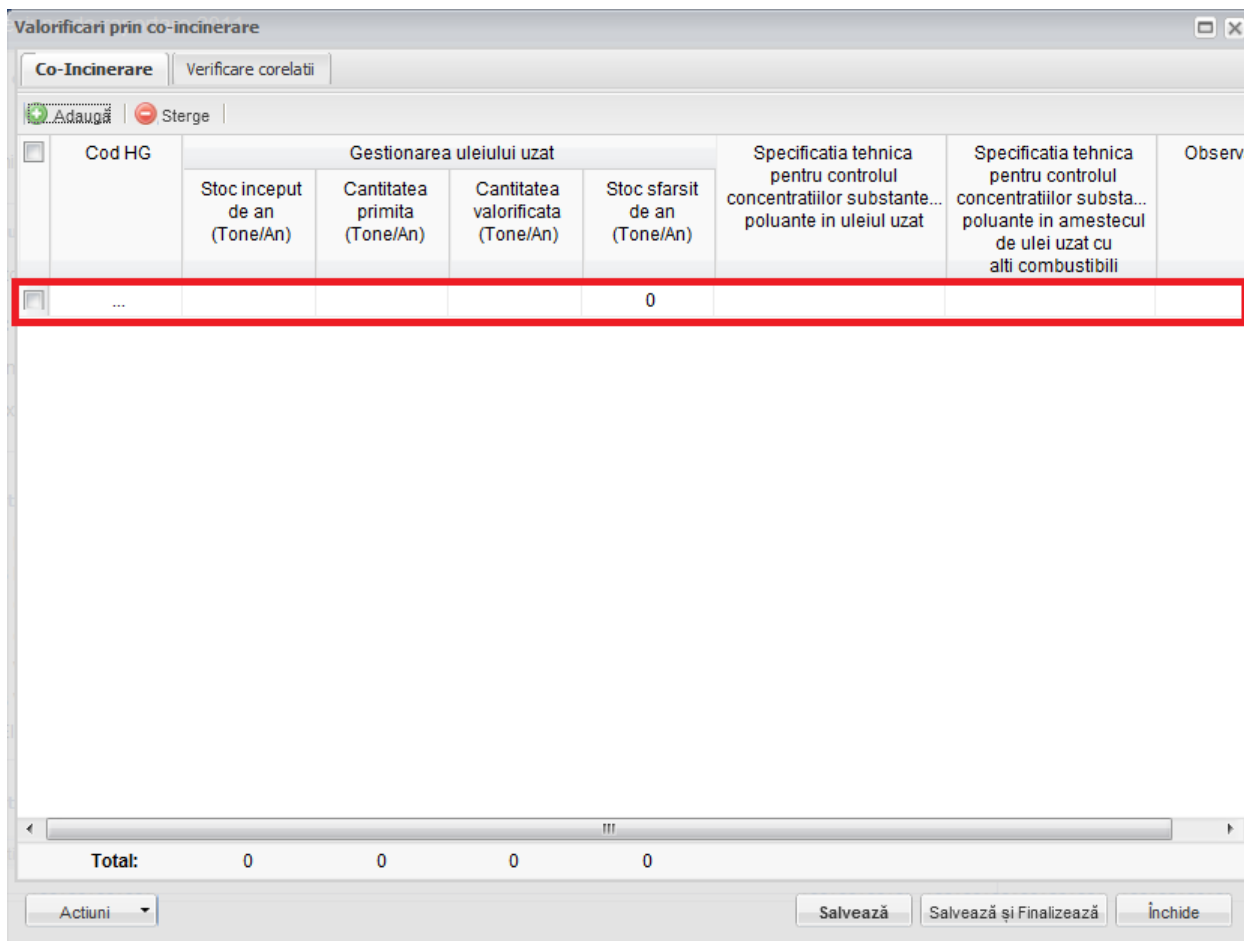 Valorificari prin co-incinerare
Co-Incinerare Verificare corelatii
Adaugă Sterge
Cod HG
Gestionarea uleiului uzat
Stoc inceput
de an
(Tone/An)
Cantitatea
primita
(Tone/An)
Cantitatea
valorificata
(Tone/An)
Stoc sfarsit
de an
(Tone/An)
Specificatia tehnica
pentru controlul
concentratiilor substante...
poluante in uleiul uzat
Specificatia tehnica
pentru controlul
concentratiilor substa...
poluante in amestecul
de ulei uzat cu
alti combustibili
Observ
... 0
Total: 0 0 0 0
Actiuni Salvează Salvează și Finalizează Închide